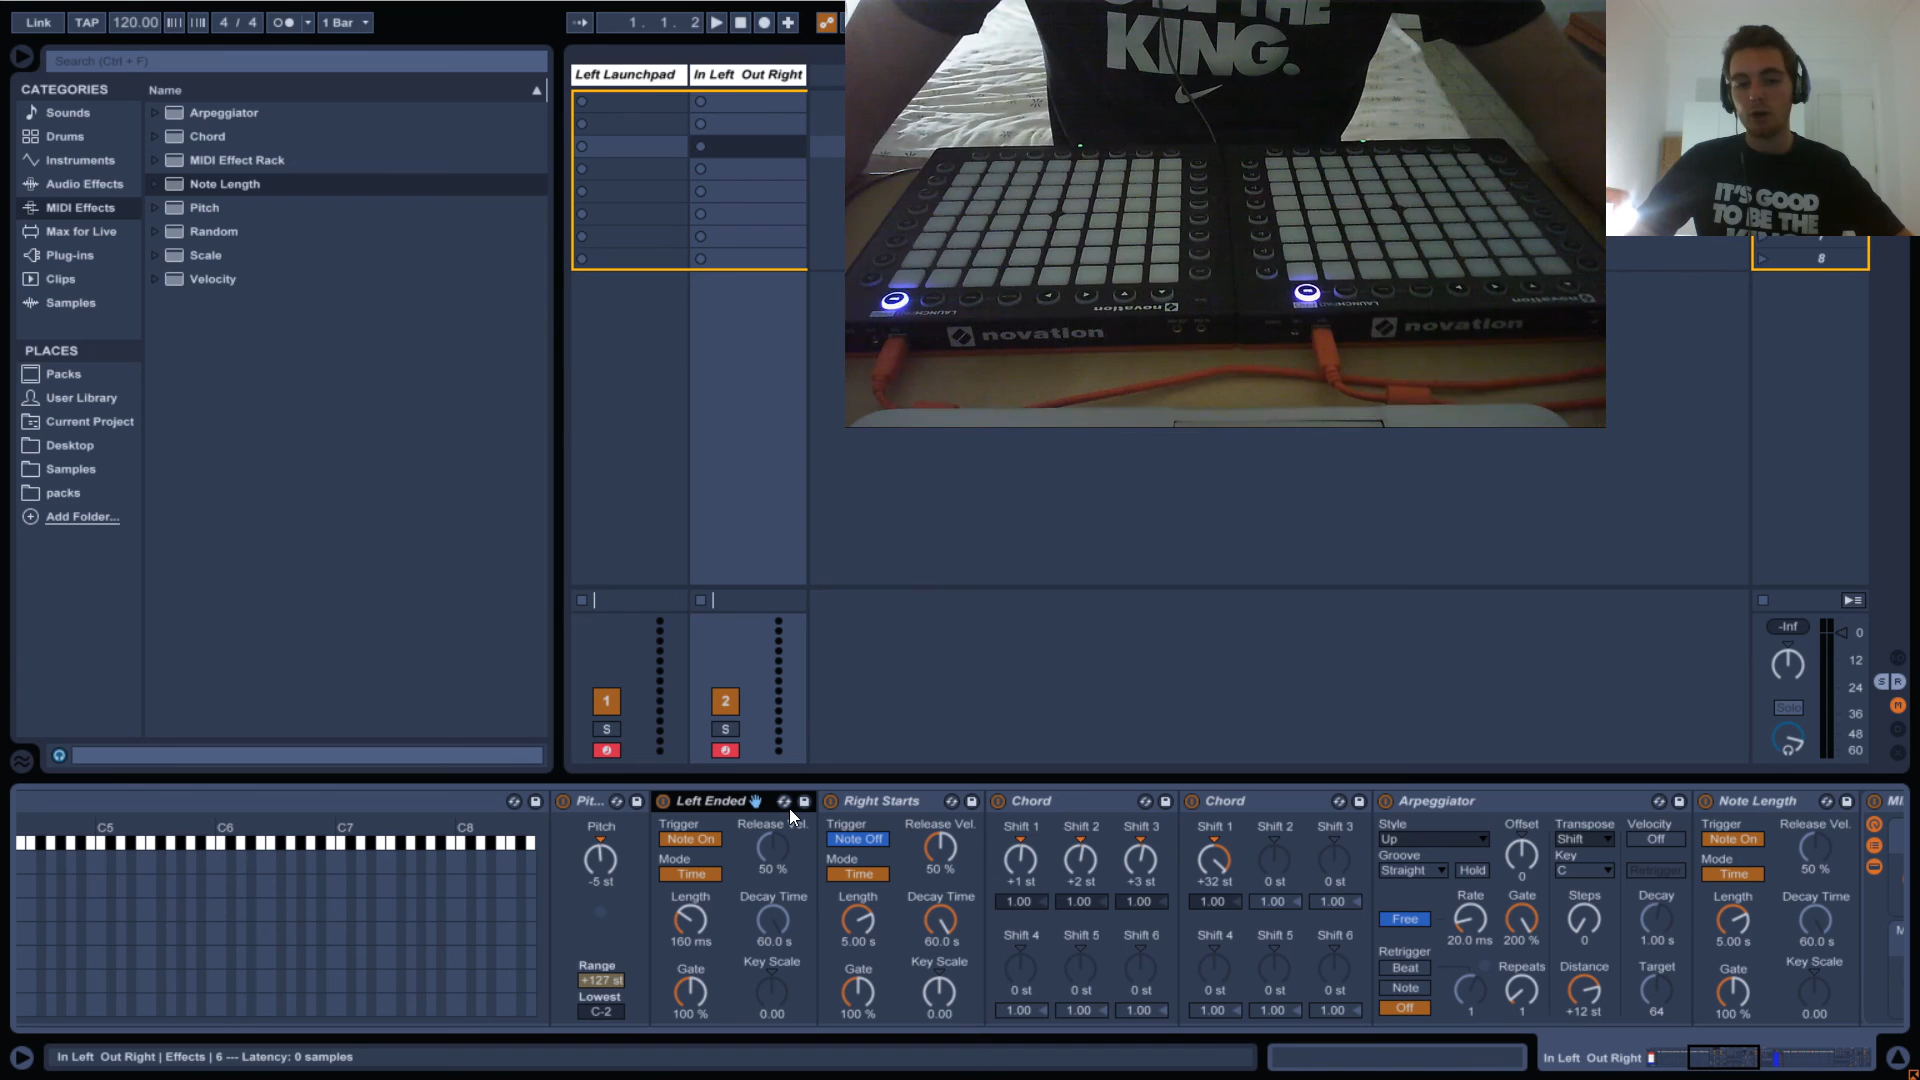 Link TAP 120.00 4 / 4 1 Bar 1. 1. 2
Search (Ctrl + F)
CATEGORIES
Sounds
Drums
Instruments
Audio Effects
MIDI Effects
Max for Live
Plug-ins
Clips
Samples
PLACES
Packs
User Library
Current Project
Desktop
Samples
packs
Add Folder...
Name
Arpeggiator
Chord
MIDI Effect Rack
Note Length
Pitch
Random
Scale
Velocity
Left Launchpad In Left Out Right
BE THE
KING.
novation
novation
IT'S GOOD
TO BE THE
8
1
S
2
S
-Inf
Solo
0
12
24
36
48
60
S R
M
C5 C6 C7 C8
Pit...
Pitch
-5 st
Range
+127 st
Lowest
C-2
Left Ended
Trigger Release Vel.
Note On
Mode
Time 50 %
Length Decay Time
160 ms 60.0 s
Gate Key Scale
100 % 0.00
Right Starts
Trigger Release Vel.
Note Off
Mode
Time 50 %
Length Decay Time
5.00 s 60.0 s
Gate Key Scale
100 % 0.00
Chord
Shift 1 Shift 2 Shift 3
+1 st +2 st +3 st
1.00 1.00 1.00
Shift 4 Shift 5 Shift 6
0 st 0 st 0 st
1.00 1.00 1.00
Chord
Shift 1 Shift 2 Shift 3
+32 st 0 st 0 st
1.00 1.00 1.00
Shift 4 Shift 5 Shift 6
0 st 0 st 0 st
1.00 1.00 1.00
Arpeggiator
Style Offset Transpose Velocity
Up Shift Off
Groove Key
Straight Hold 0 C Retrigger
Rate Gate Steps Decay
Free
20.0 ms 200 % 0 1.00 s
Retrigger
Beat Repeats Distance Target
Note
Off 1 1 +12 st 64
Note Length
Trigger Release Vel.
Note On
Mode
Time 50 %
Length Decay Time
5.00 s 60.0 s
Gate Key Scale
100 % 0.00
In Left Out Right | Effects | 6 --- Latency: 0 samples
In Left Out Right